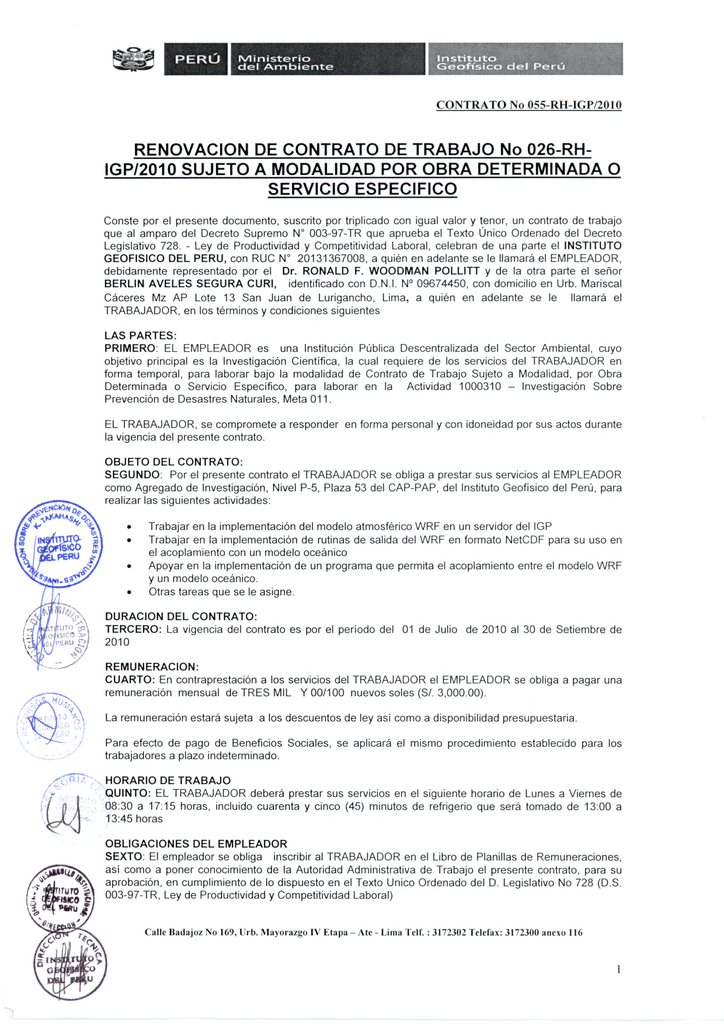 PERÚ
Ministerio
del Ambiente
Instituto
Geofísico del Perú
CONTRATO No 055-RH-IGP/2010
RENOVACION DE CONTRATO DE TRABAJO No 026-RH-
IGP/2010 SUJETO A MODALIDAD POR OBRA DETERMINADA O
SERVICIO ESPECIFICO
Conste por el presente documento, suscrito por triplicado con igual valor y tenor, un contrato de trabajo
que al amparo del Decreto Supremo N° 003-97-TR que aprueba el Texto Único Ordenado del Decreto
Legislativo 728. - Ley de Productividad y Competitividad Laboral, celebran de una parte el INSTITUTO
GEOFISICO DEL PERU, con RUC N° 20131367008, a quién en adelante se le llamará el EMPLEADOR,
debidamente representado por el Dr. RONALD F. WOODMAN POLLITT y de la otra parte el señor
BERLIN AVELES SEGURA CURI, identificado con D.N.I. Nº 09674450, con domicilio en Urb. Mariscal
Cáceres Mz AP Lote 13 San Juan de Lurigancho, Lima, a quién en adelante se le llamará el
TRABAJADOR, en los términos y condiciones siguientes
LAS PARTES:
PRIMERO: EL EMPLEADOR es una Institución Pública Descentralizada del Sector Ambiental, cuyo
objetivo principal es la Investigación Científica, la cual requiere de los servicios del TRABAJADOR en
forma temporal, para laborar bajo la modalidad de Contrato de Trabajo Sujeto a Modalidad, por Obra
Determinada o Servicio Específico, para laborar en la Actividad 1000310 – Investigación Sobre
Prevención de Desastres Naturales, Meta 011.
EL TRABAJADOR, se compromete a responder en forma personal y con idoneidad por sus actos durante
la vigencia del presente contrato.
OBJETO DEL CONTRATO:
SEGUNDO: Por el presente contrato el TRABAJADOR se obliga a prestar sus servicios al EMPLEADOR
como Agregado de Investigación, Nivel P-5, Plaza 53 del CAP-PAP, del Instituto Geofísico del Perú, para
realizar las siguientes actividades:
• Trabajar en la implementación del modelo atmosférico WRF en un servidor del IGP
• Trabajar en la implementación de rutinas de salida del WRF en formato NetCDF para su uso en
el acoplamiento con un modelo oceánico
• Apoyar en la implementación de un programa que permita el acoplamiento entre el modelo WRF
y un modelo oceánico.
• Otras tareas que se le asigne.
DURACION DEL CONTRATO:
TERCERO: La vigencia del contrato es por el período del 01 de Julio de 2010 al 30 de Setiembre de
2010
REMUNERACION:
CUARTO: En contraprestación a los servicios del TRABAJADOR el EMPLEADOR se obliga a pagar una
remuneración mensual de TRES MIL Y 00/100 nuevos soles (S/. 3,000.00).
La remuneración estará sujeta a los descuentos de ley así como a disponibilidad presupuestaria.
Para efecto de pago de Beneficios Sociales, se aplicará el mismo procedimiento establecido para los
trabajadores a plazo indeterminado.
HORARIO DE TRABAJO
QUINTO: EL TRABAJADOR deberá prestar sus servicios en el siguiente horario de Lunes a Viernes de
08:30 a 17:15 horas, incluido cuarenta y cinco (45) minutos de refrigerio que será tomado de 13:00 a
13:45 horas
OBLIGACIONES DEL EMPLEADOR
SEXTO: El empleador se obliga inscribir al TRABAJADOR en el Libro de Planillas de Remuneraciones,
así como a poner conocimiento de la Autoridad Administrativa de Trabajo el presente contrato, para su
aprobación, en cumplimiento de lo dispuesto en el Texto Unico Ordenado del D. Legislativo No 728 (D.S.
003-97-TR, Ley de Productividad y Competitividad Laboral)
Calle Badajoz No 169, Urb. Mayorazgo IV Etapa – Ate - Lima Telf. : 3172302 Telefax: 3172300 anexo 116
1
K. TAKAHASHI
INSTITUTO
GEOFISICO
DEL PERU
INSTITUTO
GEOFISICO
DEL PERU
DIRECCION TECNICA
INSTITUTO
GEOFISICO
DEL PERU